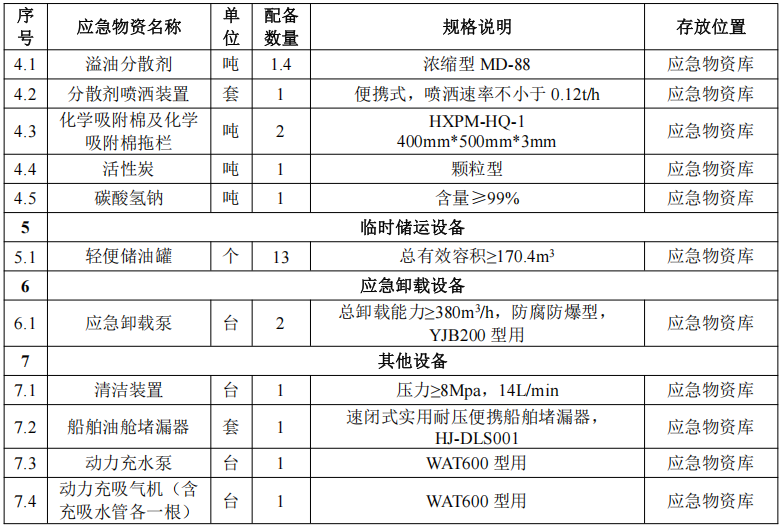 序号 应急物资名称 单位 配备数量 规格说明 存放位置
4.1 溢油分散剂 吨 1.4 浓缩型 MD-88 应急物资库
4.2 分散剂喷洒装置 套 1 便携式，喷洒速率不小于 0.12t/h 应急物资库
4.3 化学吸附棉及化学吸附棉拖栏 吨 2 HXPM-HQ-1 400mm*500mm*3mm 应急物资库
4.4 活性炭 吨 1 颗粒型 应急物资库
4.5 碳酸氢钠 吨 1 含量≥99% 应急物资库
5 临时储运设备
5.1 轻便储油罐 个 13 总有效容积≥170.4m³ 应急物资库
6 应急卸载设备
6.1 应急卸载泵 台 2 总卸载能力≥380m³/h，防腐防爆型，YJB200 型用 应急物资库
7 其他设备
7.1 清洁装置 台 1 压力≥8Mpa，14L/min 应急物资库
7.2 船舶油舱堵漏器 套 1 速闭式实用耐压便携船舶堵漏器，HJ-DLS001 应急物资库
7.3 动力充水泵 台 1 WAT600 型用 应急物资库
7.4 动力充吸气机（含充吸水管各一根） 台 1 WAT600 型用 应急物资库